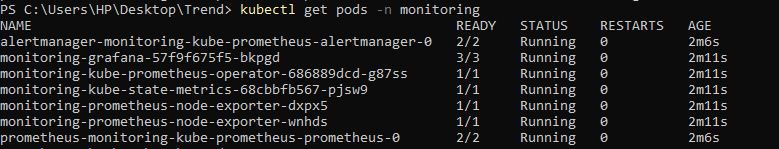 PS C:\Users\HP\Desktop\Trend> kubectl get pods -n monitoring
NAME READY STATUS RESTARTS AGE
alertmanager-monitoring-kube-prometheus-alertmanager-0 2/2 Running 0 2m6s
monitoring-grafana-57f9f675f5-bkpgd 3/3 Running 0 2m11s
monitoring-kube-prometheus-operator-686889dcd-g87ss 1/1 Running 0 2m11s
monitoring-kube-state-metrics-68cbbfb567-pjsw9 1/1 Running 0 2m11s
monitoring-prometheus-node-exporter-dxpx5 1/1 Running 0 2m11s
monitoring-prometheus-node-exporter-wnhds 1/1 Running 0 2m11s
prometheus-monitoring-kube-prometheus-prometheus-0 2/2 Running 0 2m6s